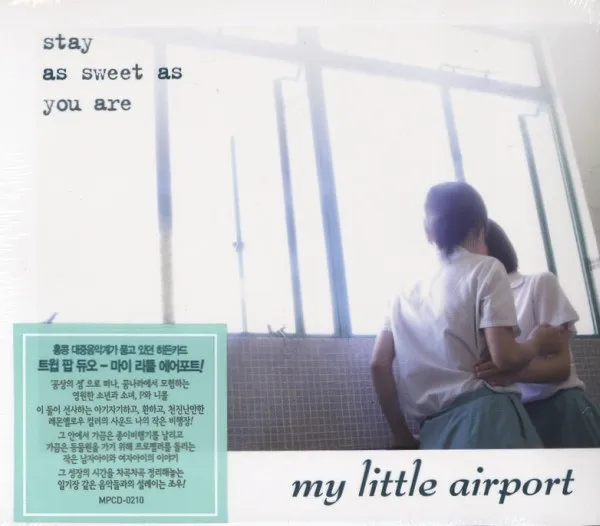 stay
as sweet as
you are
홍콩 대중음악계가 품고 있던 히든카드
트윕 팝 듀오 - 마이 리틀 에어포트!
'공상의 섬'으로 떠나, 꿈나라에서 모험하는
영원한 소년과 소녀, P와 니콜
이 둘이 선사하는 아기자기하고, 환하고, 천진난만한
레몬옐로우 컬러의 사운드 나의 작은 비행장!
그 안에서 가끔은 종이비행기를 날리고
가끔은 동물원을 가기 위해 프로펠러를 돌리는
작은 남자아이와 여자아이의 이야기
그 성장의 시간을 차곡차곡 정리해놓는
일기장 같은 음악들과의 설레이는 조우!
MPCD-0210
my little airport